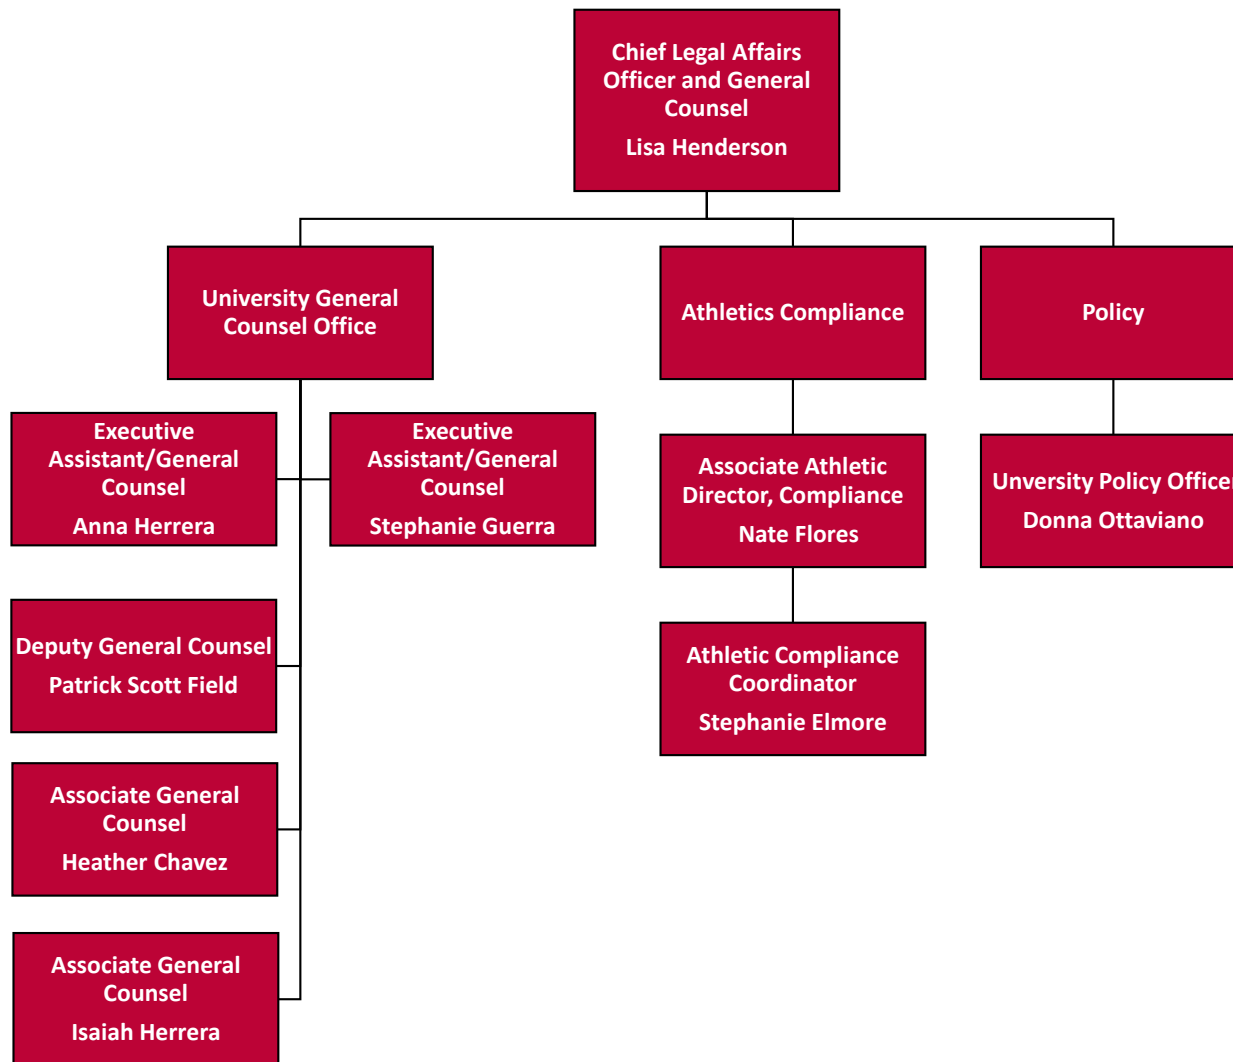 Chief Legal Affairs
Officer and General
Counsel
Lisa Henderson
University General
Counsel Office
Athletics Compliance
Policy
Executive
Assistant/General
Counsel
Anna Herrera
Executive
Assistant/General
Counsel
Stephanie Guerra
Associate Athletic
Director, Compliance
Nate Flores
Unversity Policy Officer
Donna Ottaviano
Deputy General Counsel
Patrick Scott Field
Athletic Compliance
Coordinator
Stephanie Elmore
Associate General
Counsel
Heather Chavez
Associate General
Counsel
Isaiah Herrera